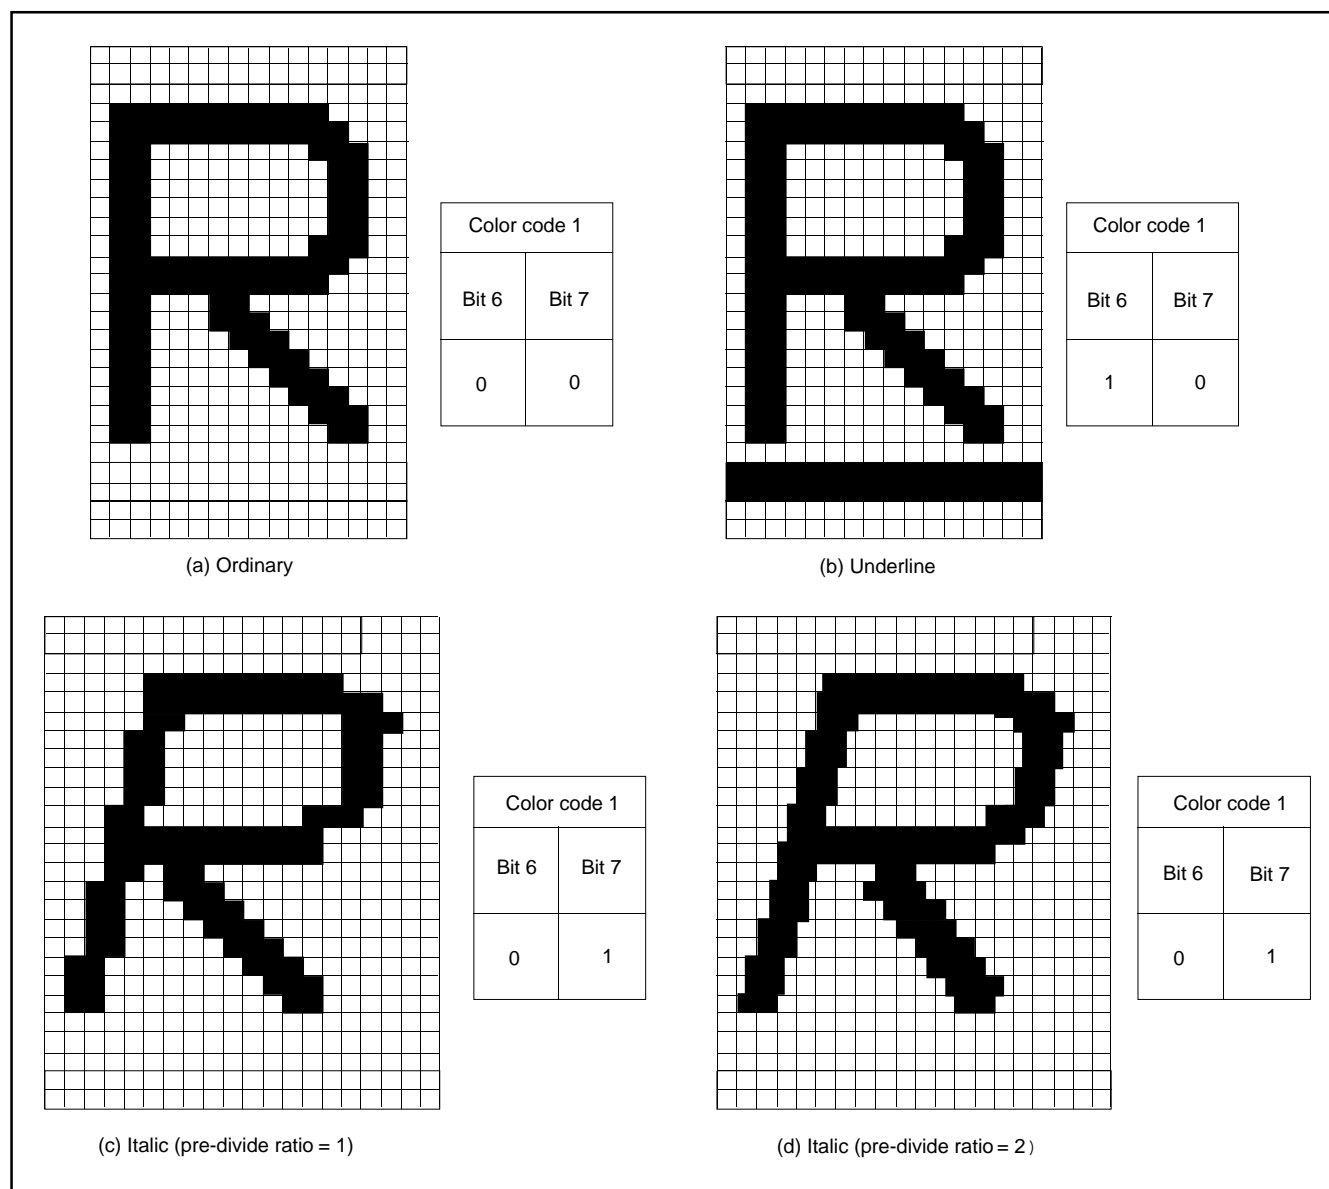 Color code 1
Bit 6 Bit 7
0 0
(a) Ordinary
Color code 1
Bit 6 Bit 7
1 0
(b) Underline
Color code 1
Bit 6 Bit 7
0 1
(c) Italic (pre-divide ratio = 1)
Color code 1
Bit 6 Bit 7
0 1
(d) Italic (pre-divide ratio = 2)